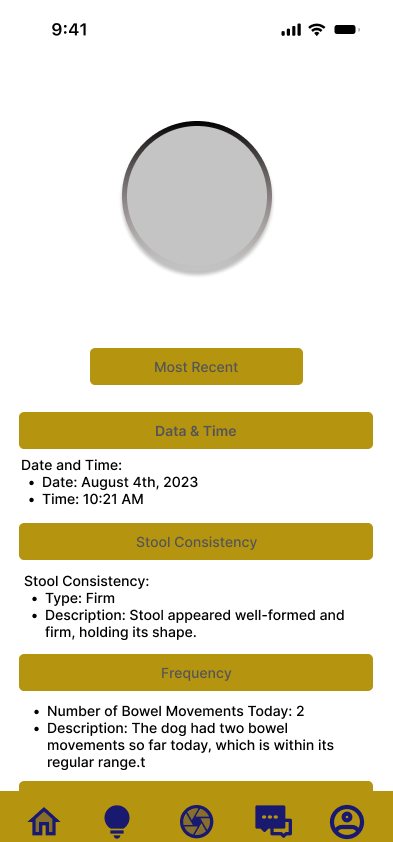 9:41
Most Recent
Data & Time
Date and Time:
• Date: August 4th, 2023
• Time: 10:21 AM
Stool Consistency
Stool Consistency:
• Type: Firm
• Description: Stool appeared well-formed and
firm, holding its shape.
Frequency
• Number of Bowel Movements Today: 2
• Description: The dog had two bowel
movements so far today, which is within its
regular range.t